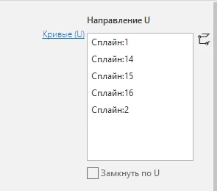 Направление U
Кривые (U)
Сплайн:1
Сплайн:14
Сплайн:15
Сплайн:16
Сплайн:2
Замкнуть по U